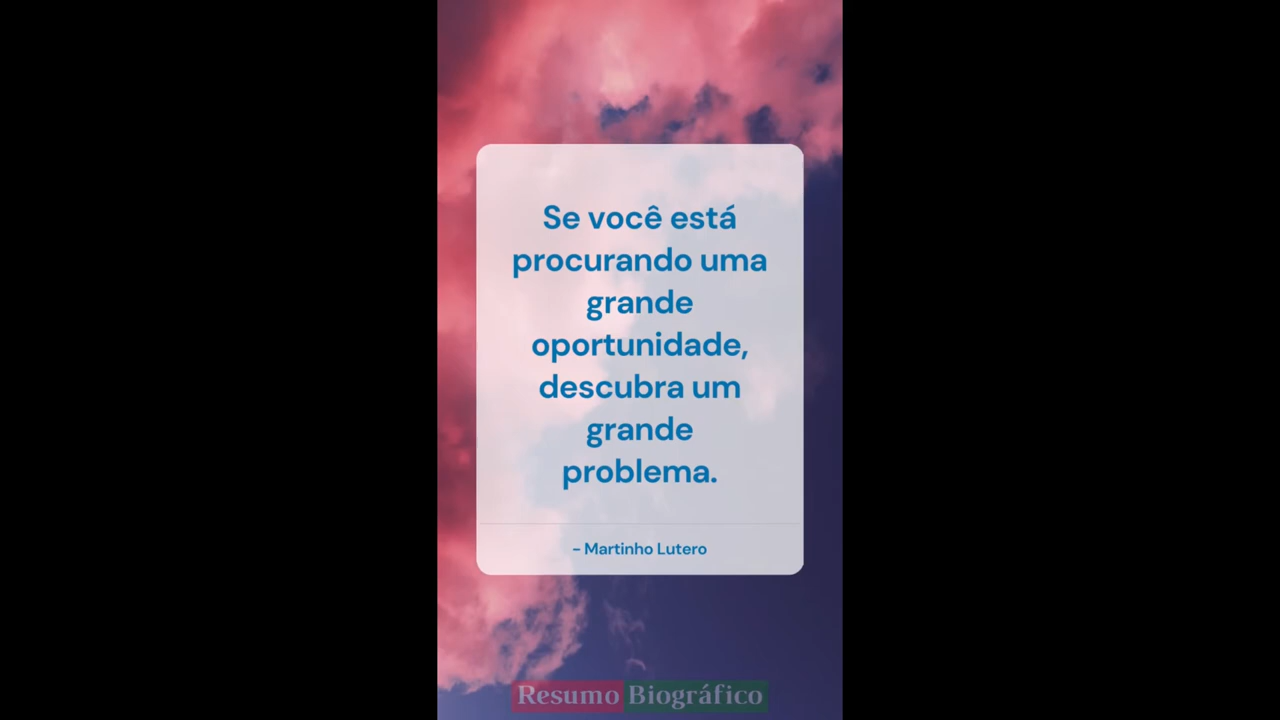 Se você está
procurando uma
grande
oportunidade,
descubra um
grande
problema.
- Martinho Lutero
Resumo Biográfico